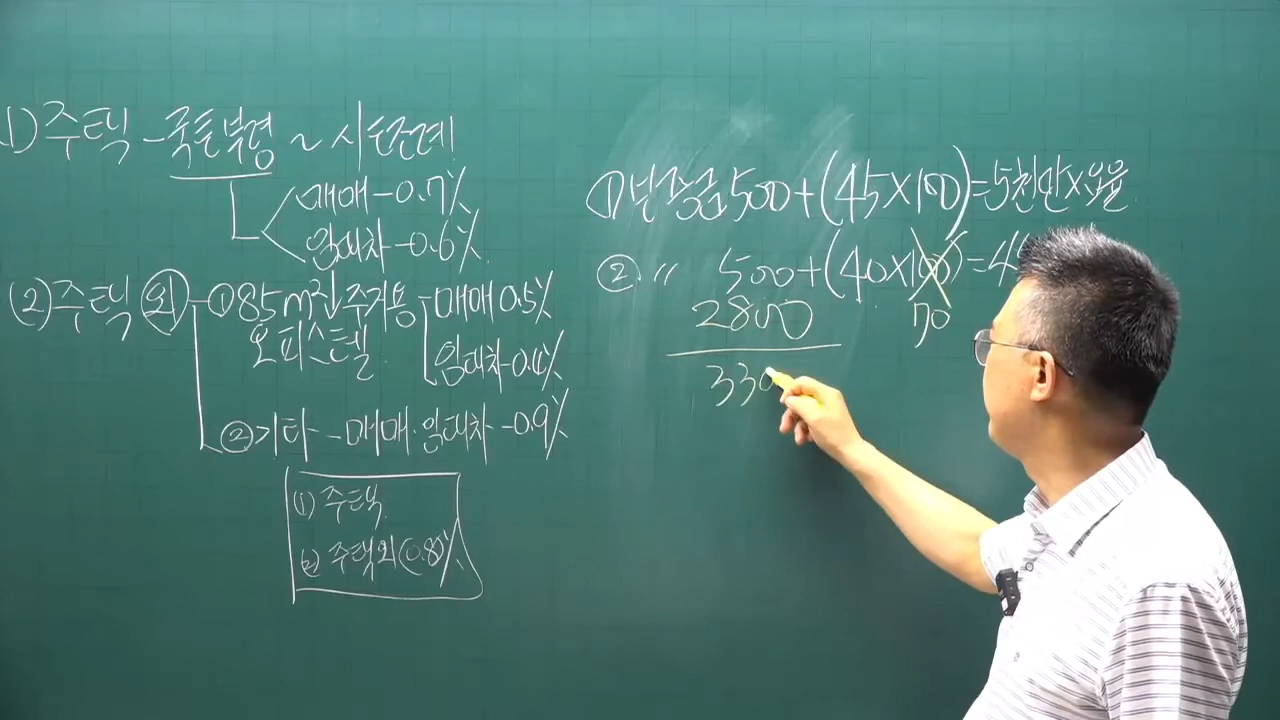 1) 주택 - 국토부령 ~ 시·도조례
매매 - 0.7%
임대차 - 0.6%
(2) 주택 외 - ① 85㎡↓ 주거용
오피스텔
매매 0.5%
임대차 - 0.4%
② 기타 - 매매·임대차 - 0.9%
(1) 주택
(2) 주택외 (0.8)%
① 보증금 500 + (45×100) = 5천만×요율
② 〃 500 + (40×100) = 4
70
2800
330